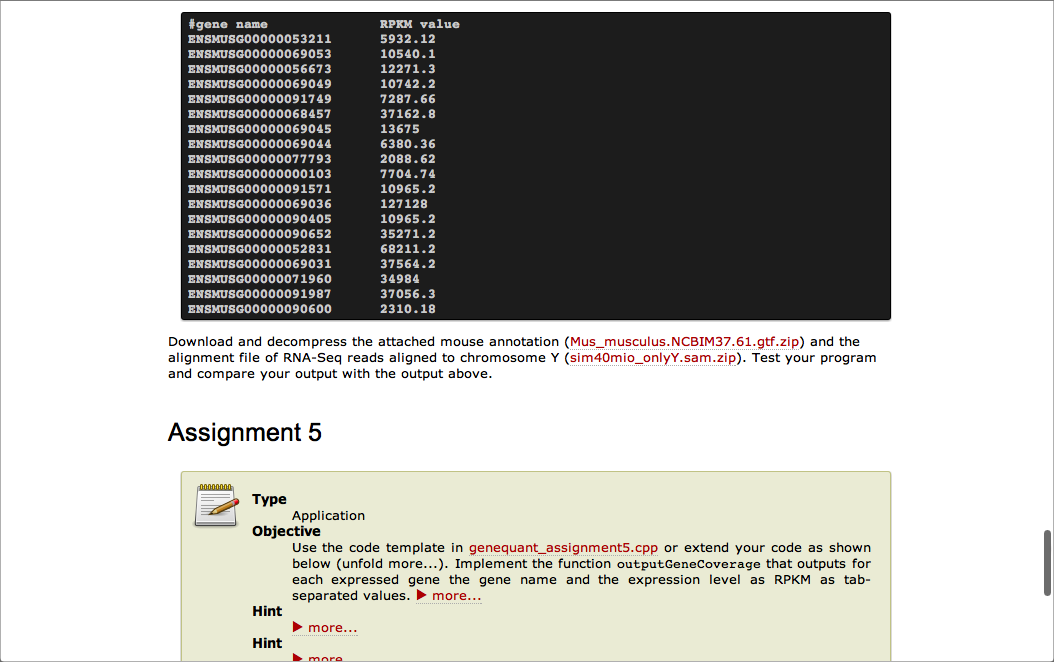 #gene name RPKM value
ENSMUSG00000053211 5932.12
ENSMUSG00000069053 10540.1
ENSMUSG00000056673 12271.3
ENSMUSG00000069049 10742.2
ENSMUSG00000091749 7287.66
ENSMUSG00000068457 37162.8
ENSMUSG00000069045 13675
ENSMUSG00000069044 6380.36
ENSMUSG00000077793 2088.62
ENSMUSG00000000103 7704.74
ENSMUSG00000091571 10965.2
ENSMUSG00000069036 127128
ENSMUSG00000090405 10965.2
ENSMUSG00000090652 35271.2
ENSMUSG00000052831 68211.2
ENSMUSG00000069031 37564.2
ENSMUSG00000071960 34984
ENSMUSG00000091987 37056.3
ENSMUSG00000090600 2310.18
Download and decompress the attached mouse annotation (Mus_musculus.NCBIM37.61.gtf.zip) and the
alignment file of RNA-Seq reads aligned to chromosome Y (sim40mio_onlyY.sam.zip). Test your program
and compare your output with the output above.
Assignment 5
Type
Application
Objective
Use the code template in genequant_assignment5.cpp or extend your code as shown
below (unfold more...). Implement the function outputGeneCoverage that outputs for
each expressed gene the gene name and the expression level as RPKM as tab-
separated values. ▶ more...
Hint
▶ more...
Hint
▶ more